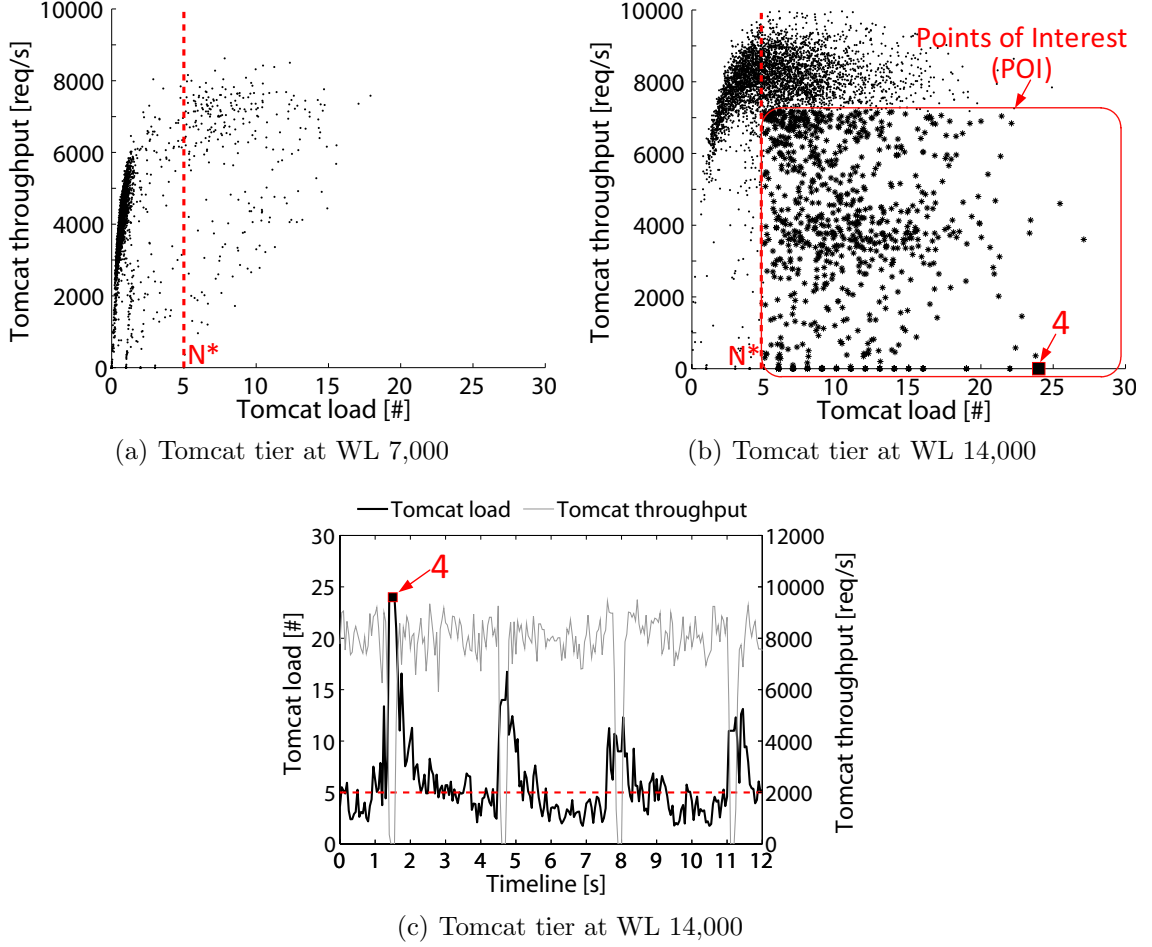 10000
8000
6000
4000
2000
0
Tomcat throughput [req/s]
N*
0 5 10 15 20 25 30
Tomcat load [#]
(a) Tomcat tier at WL 7,000
10000
8000
6000
4000
2000
0
Tomcat throughput [req/s]
Points of Interest
(POI)
4
N*
0 5 10 15 20 25 30
Tomcat load [#]
(b) Tomcat tier at WL 14,000
Tomcat load Tomcat throughput
30
25
20
15
10
5
0
Tomcat load [#]
4
12000
10000
8000
6000
4000
2000
0
Tomcat throughput [req/s]
0 1 2 3 4 5 6 7 8 9 10 11 12
Timeline [s]
(c) Tomcat tier at WL 14,000